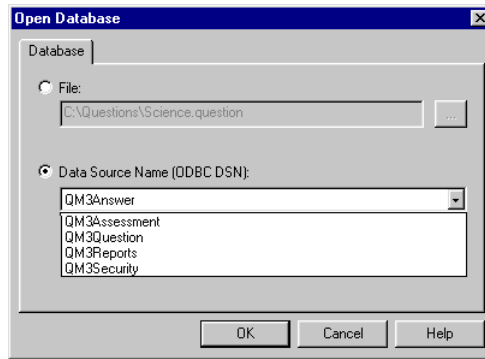 Open Database
Database
File:
C:\Questions\Science.question
...
Data Source Name (ODBC DSN):
QM3Answer
QM3Assessment
QM3Question
QM3Reports
QM3Security
OK Cancel Help